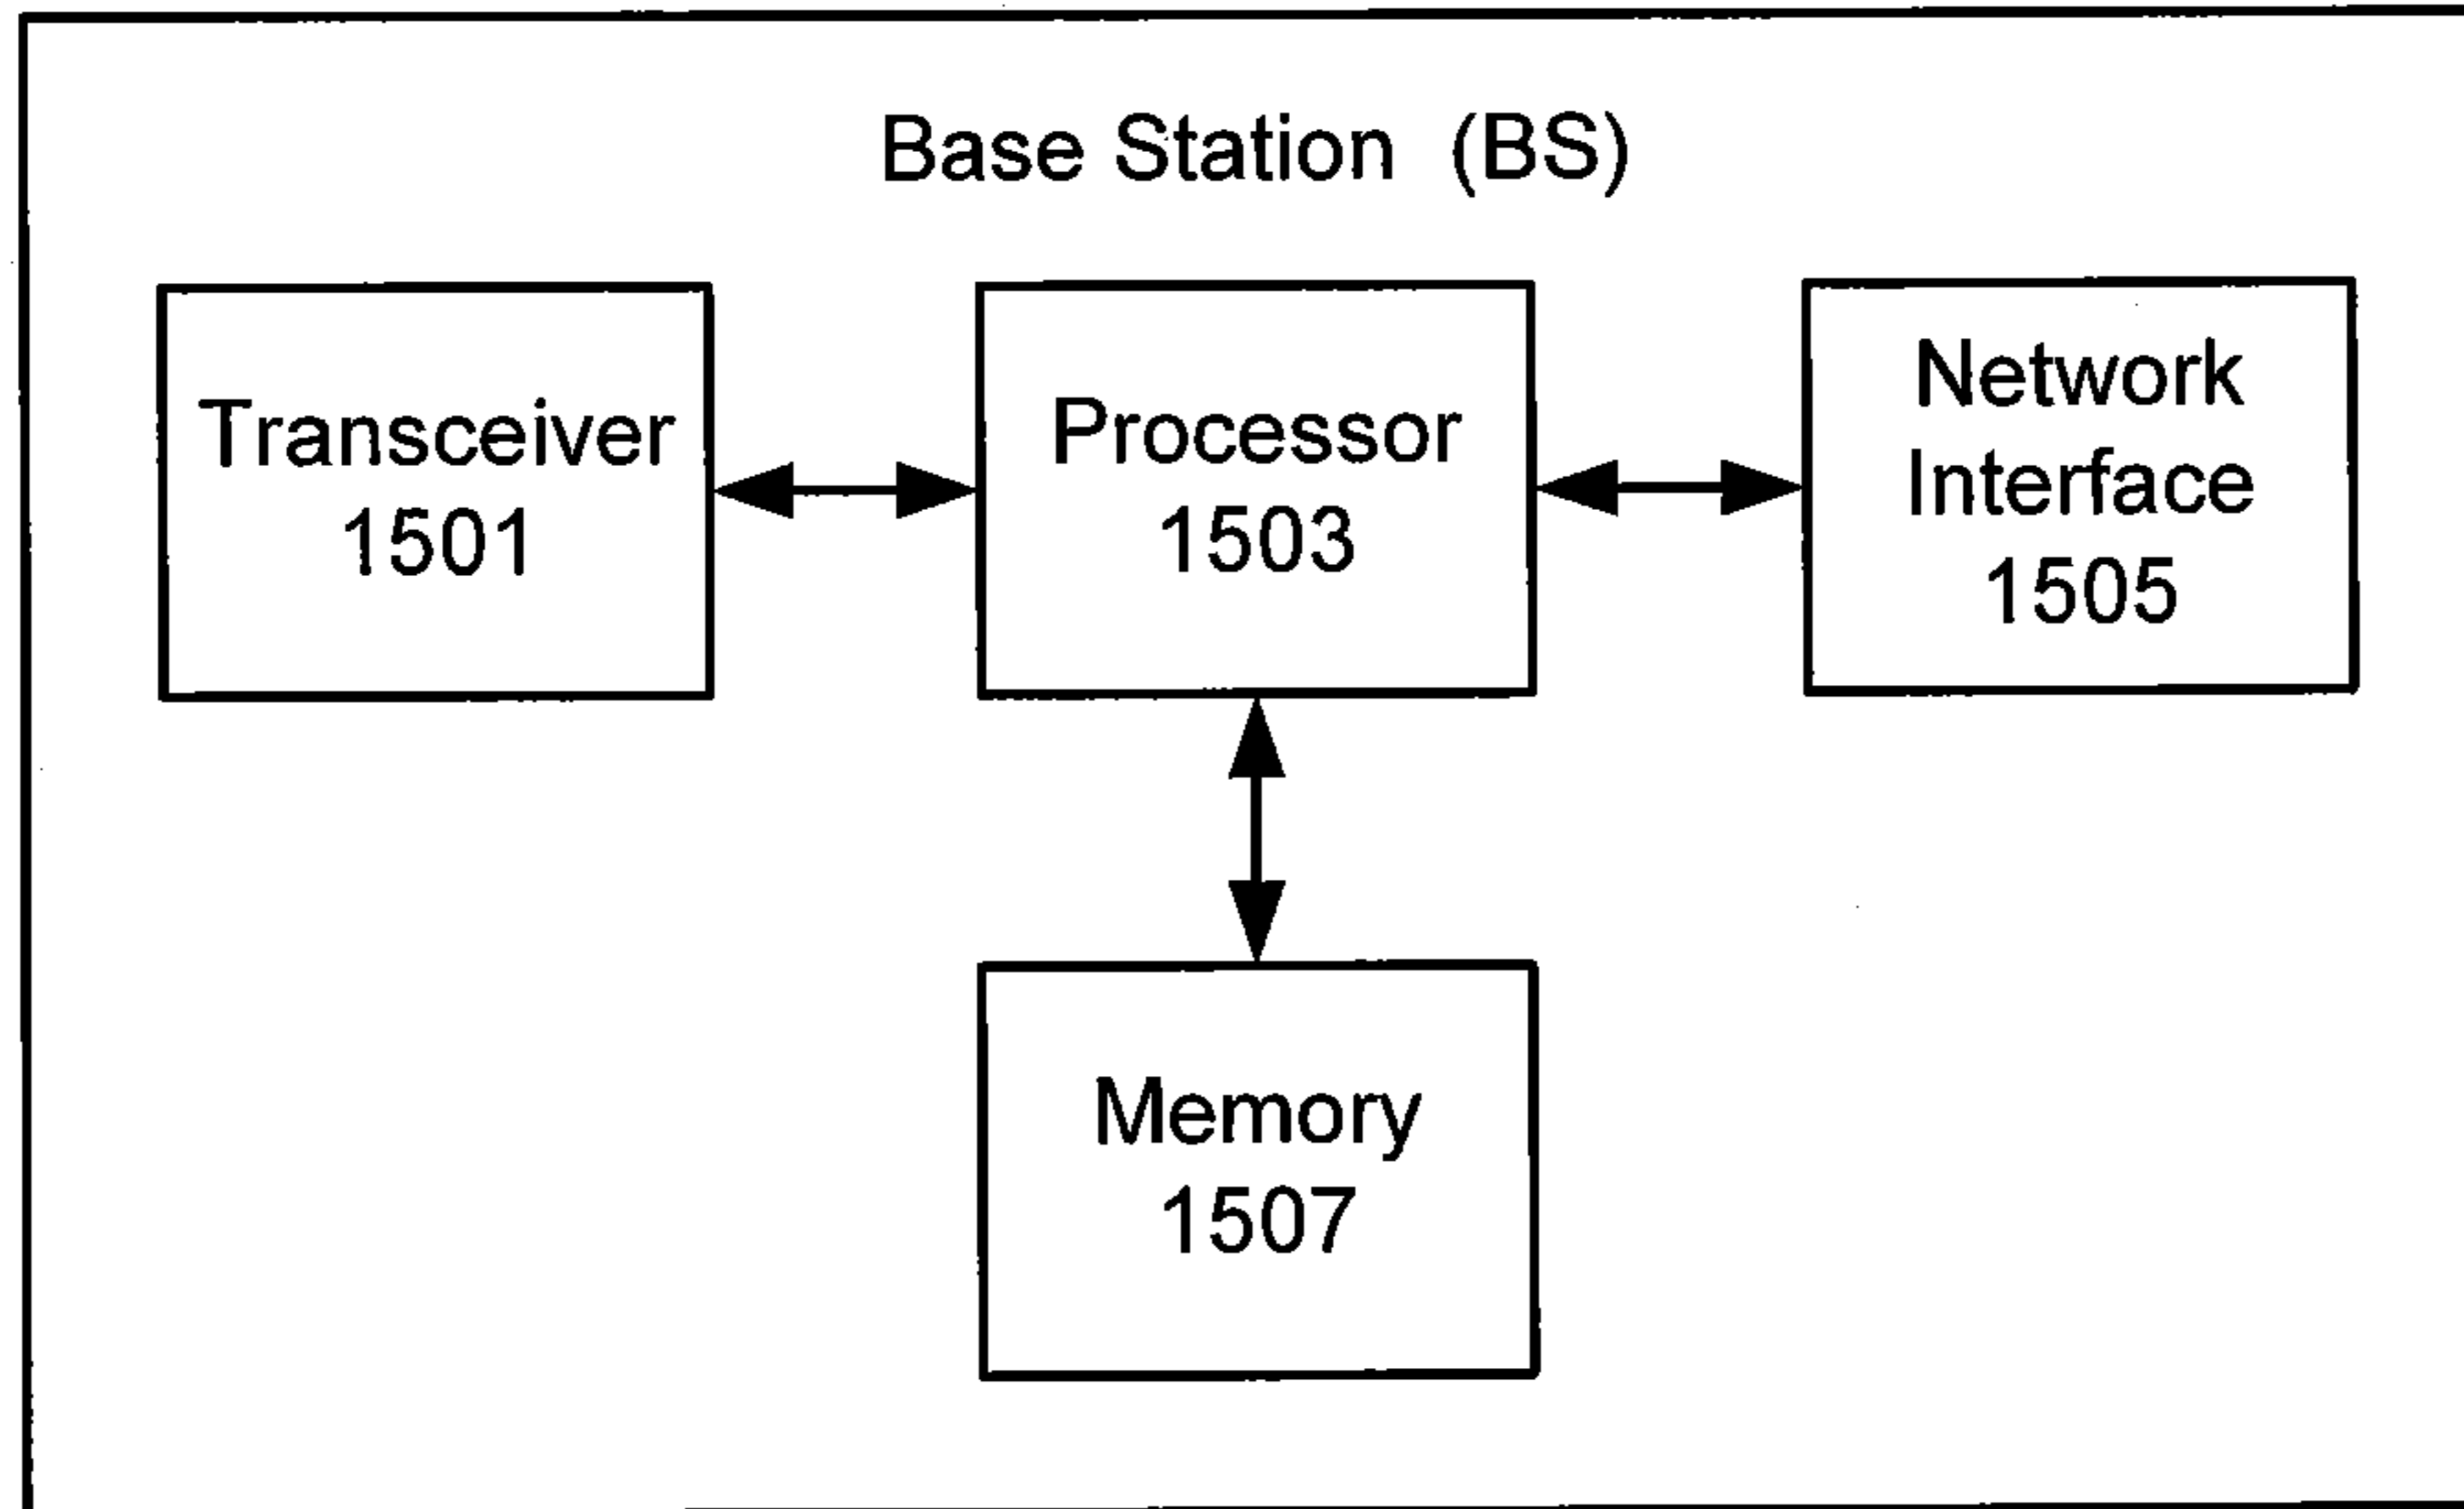 Base Station (BS)
Transceiver
1501
Processor
1503
Network
Interface
1505
Memory
1507